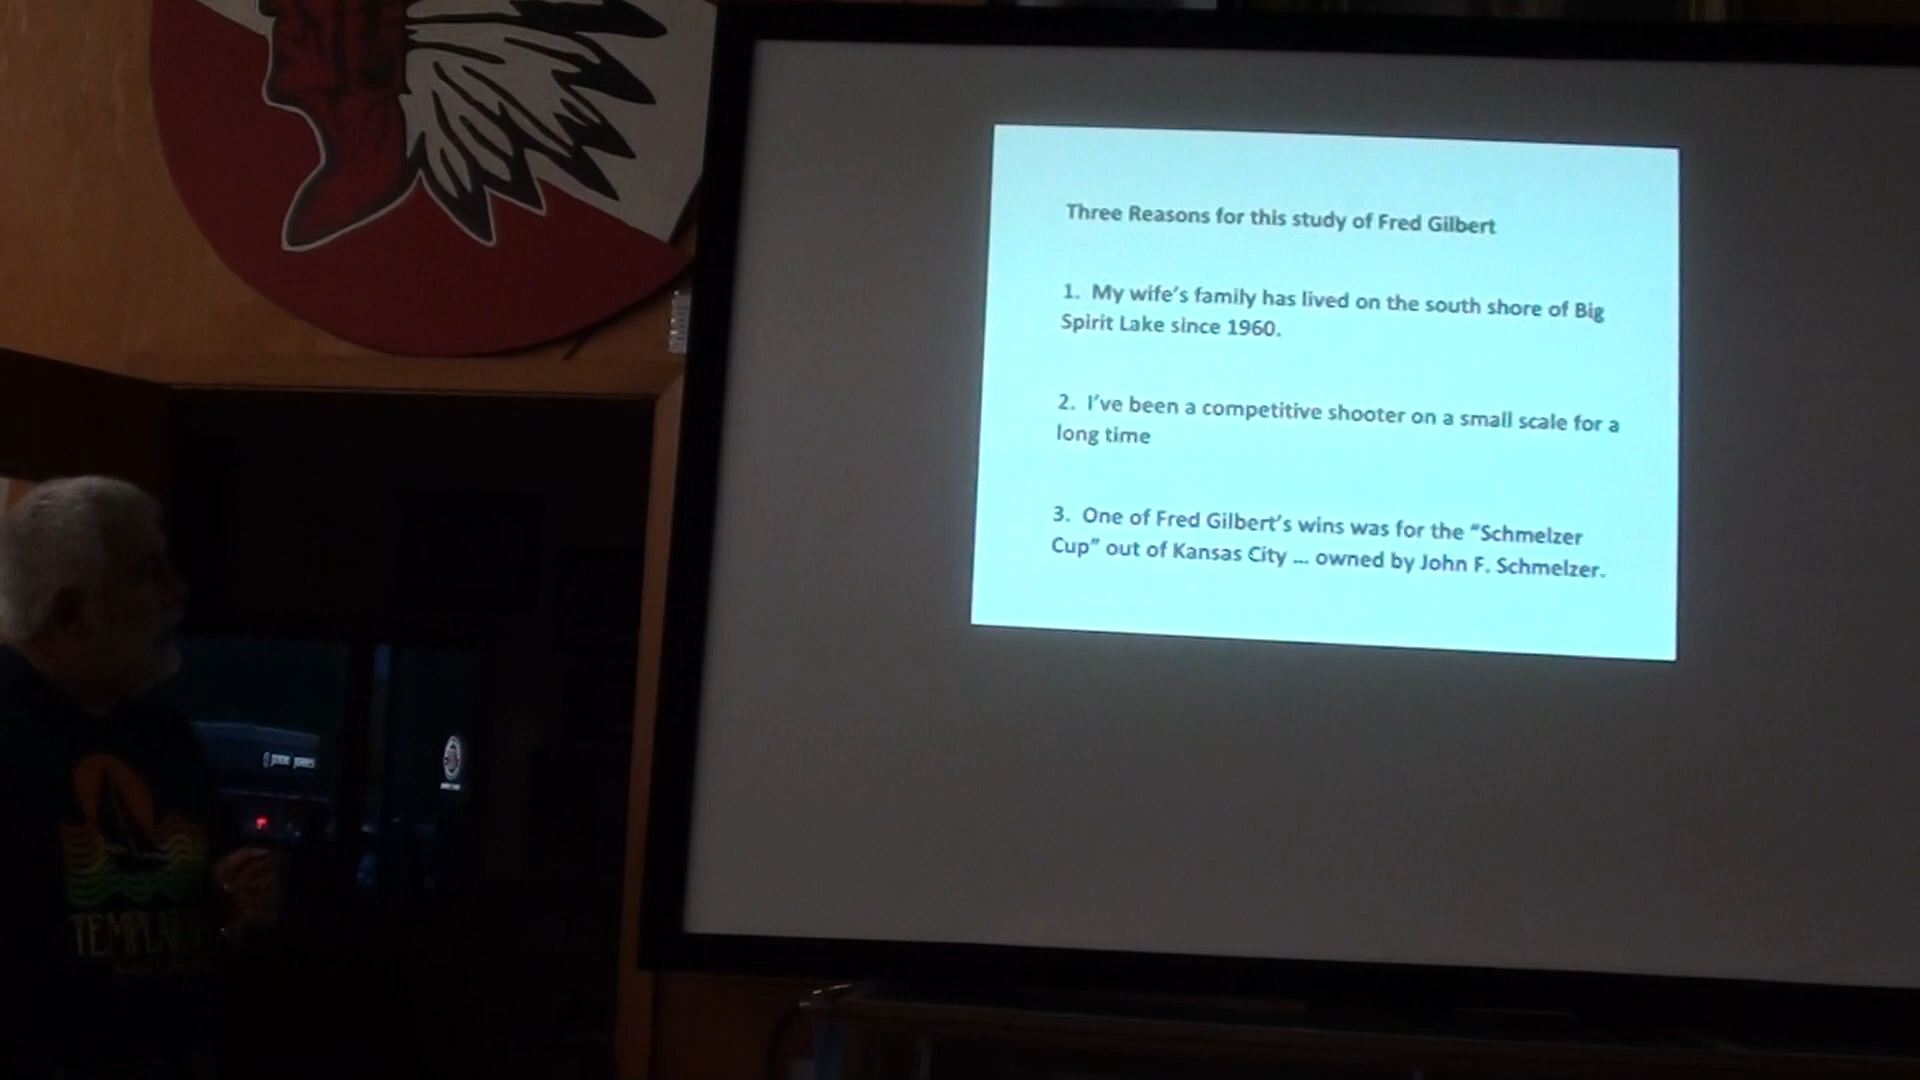 Three Reasons for this study of Fred Gilbert
1. My wife's family has lived on the south shore of Big
Spirit Lake since 1960.
2. I've been a competitive shooter on a small scale for a
long time
3. One of Fred Gilbert's wins was for the "Schmelzer
Cup" out of Kansas City ... owned by John F. Schmelzer.